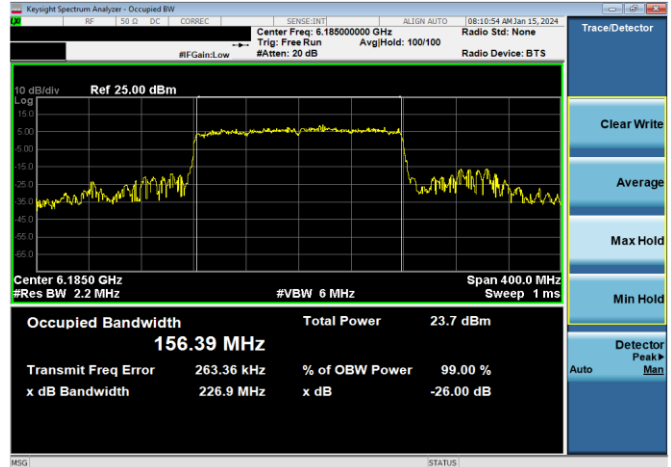 Keysight Spectrum Analyzer - Occupied BW
RF 50 Ω DC CORREC SENSE:INT ALIGN AUTO 08:10:54 AM Jan 15, 2024
Center Freq: 6.185000000 GHz Radio Std: None
Trig: Free Run Avg|Hold: 100/100
#IFGain:Low #Atten: 20 dB Radio Device: BTS
Trace/Detector
10 dB/div Ref 25.00 dBm
Log
15.0
5.00
-5.00
-15.0
-25.0
-35.0
-45.0
-55.0
-65.0
Center 6.1850 GHz Span 400.0 MHz
#Res BW 2.2 MHz #VBW 6 MHz Sweep 1 ms
Occupied Bandwidth Total Power 23.7 dBm
156.39 MHz
Transmit Freq Error 263.36 kHz % of OBW Power 99.00 %
x dB Bandwidth 226.9 MHz x dB -26.00 dB
Clear Write
Average
Max Hold
Min Hold
Detector
Peak▶
Auto Man
MSG STATUS